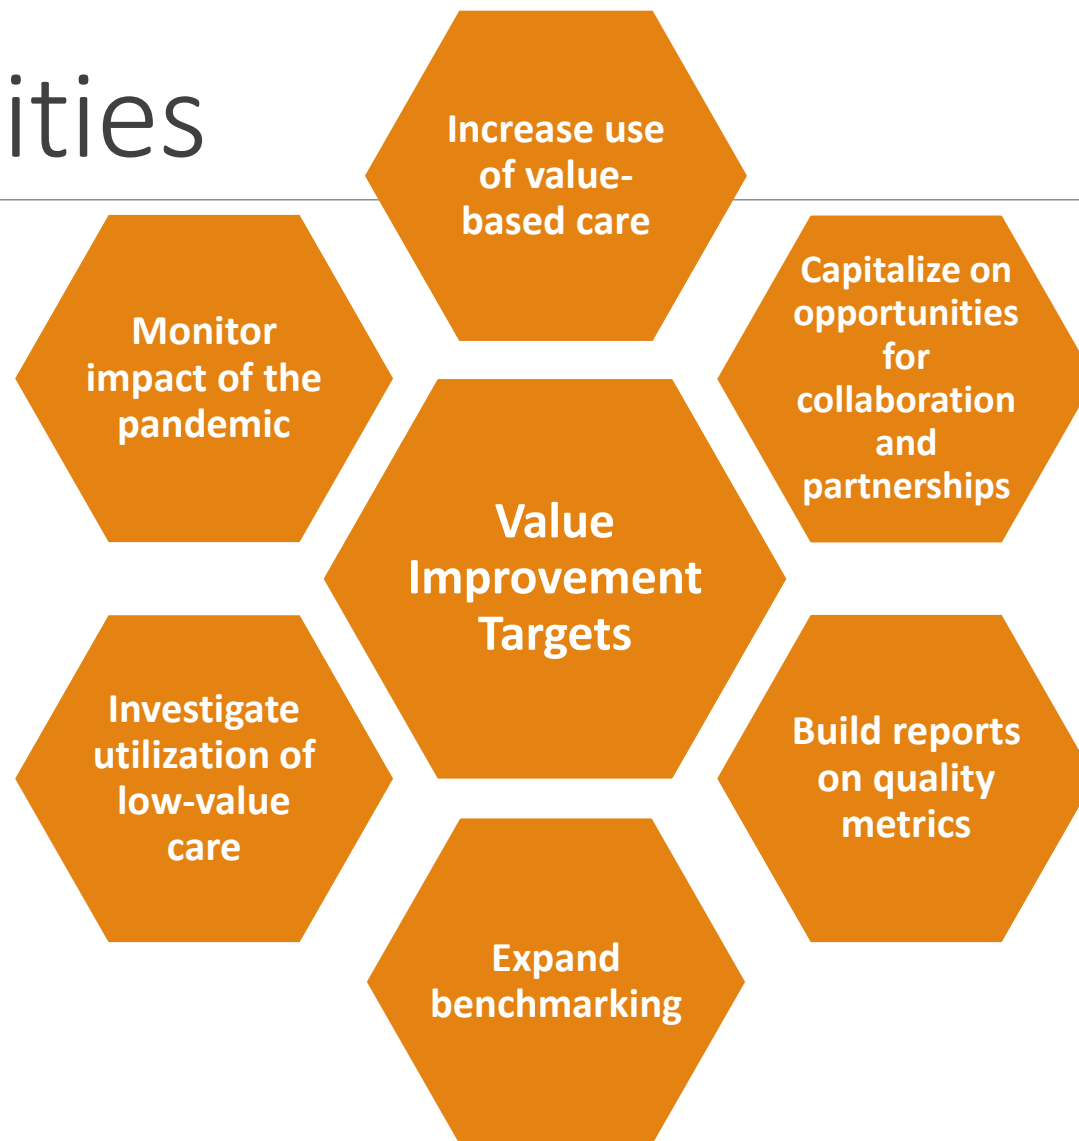 ities
Increase use
of value-
based care
Capitalize on
opportunities
for
collaboration
and
partnerships
Monitor
impact of the
pandemic
Value
Improvement
Targets
Investigate
utilization of
low-value
care
Build reports
on quality
metrics
Expand
benchmarking